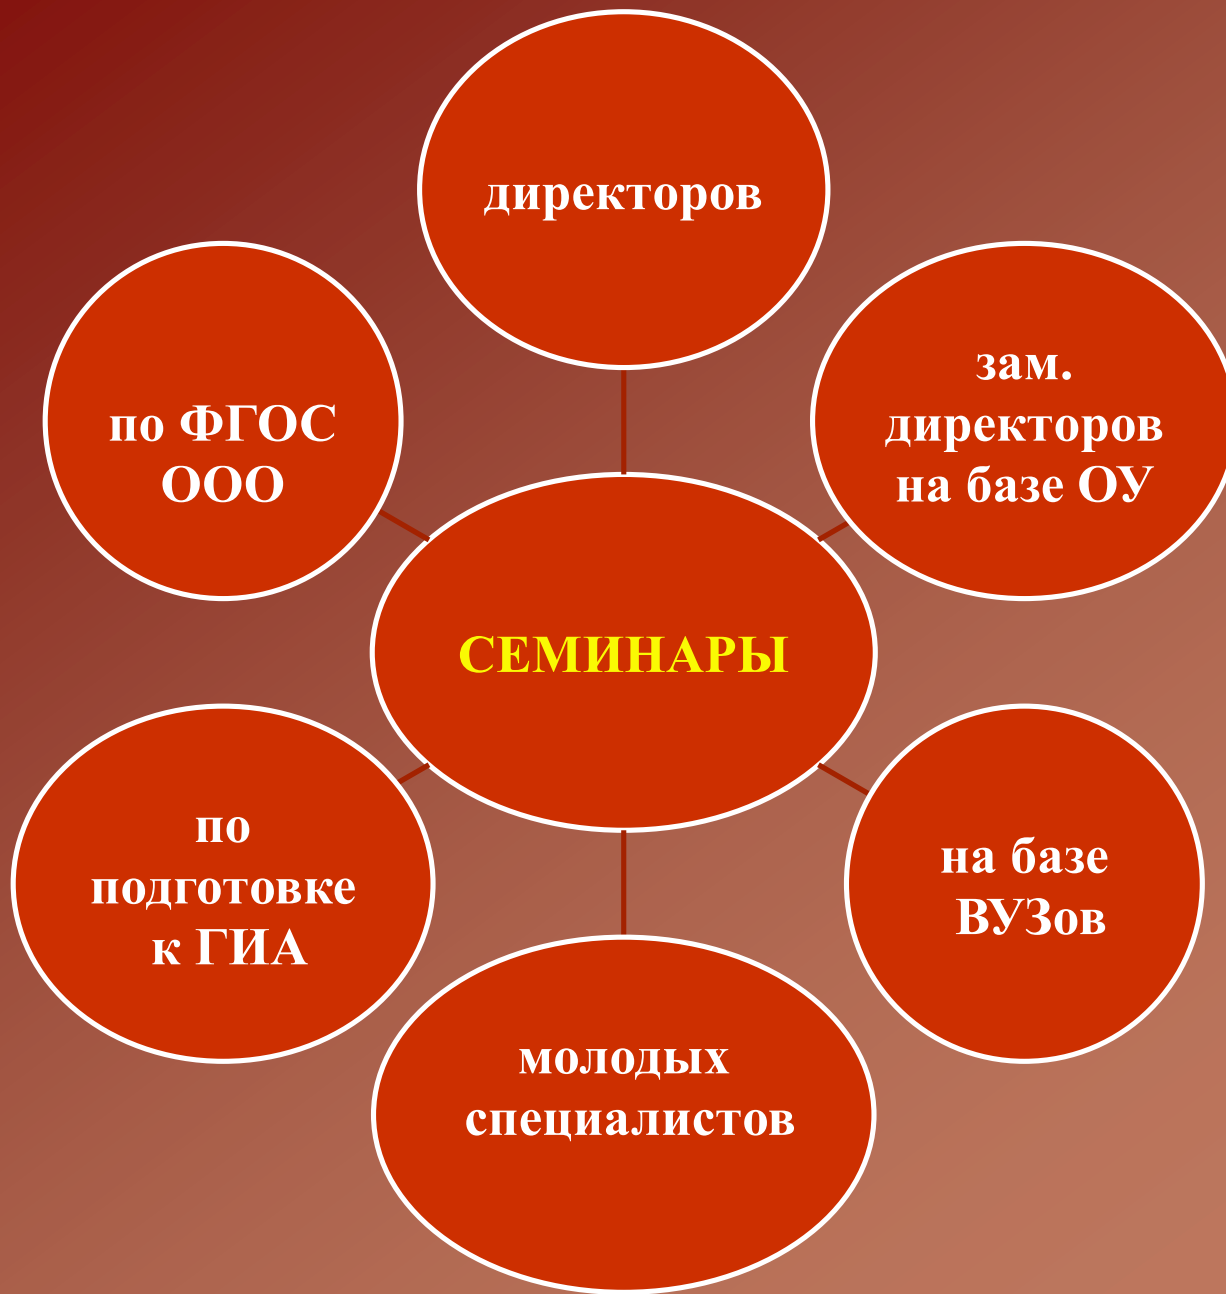 директоров
зам.
директоров
на базе ОУ
по ФГОС
ООО
СЕМИНАРЫ
по
подготовке
к ГИА
на базе
ВУЗов
молодых
специалистов